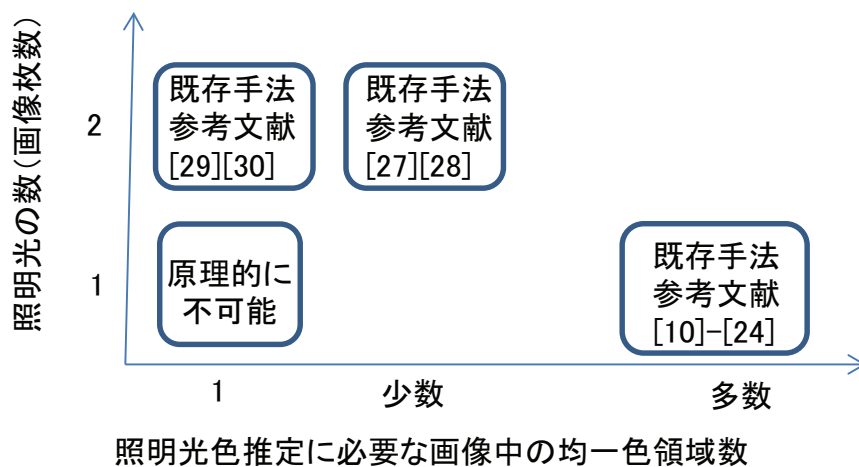 照明光の数(画像枚数)
2
既存手法
参考文献
[29][30]
既存手法
参考文献
[27][28]
1
原理的に
不可能
既存手法
参考文献
[10]-[24]
1
少数
多数
照明光色推定に必要な画像中の均一色領域数